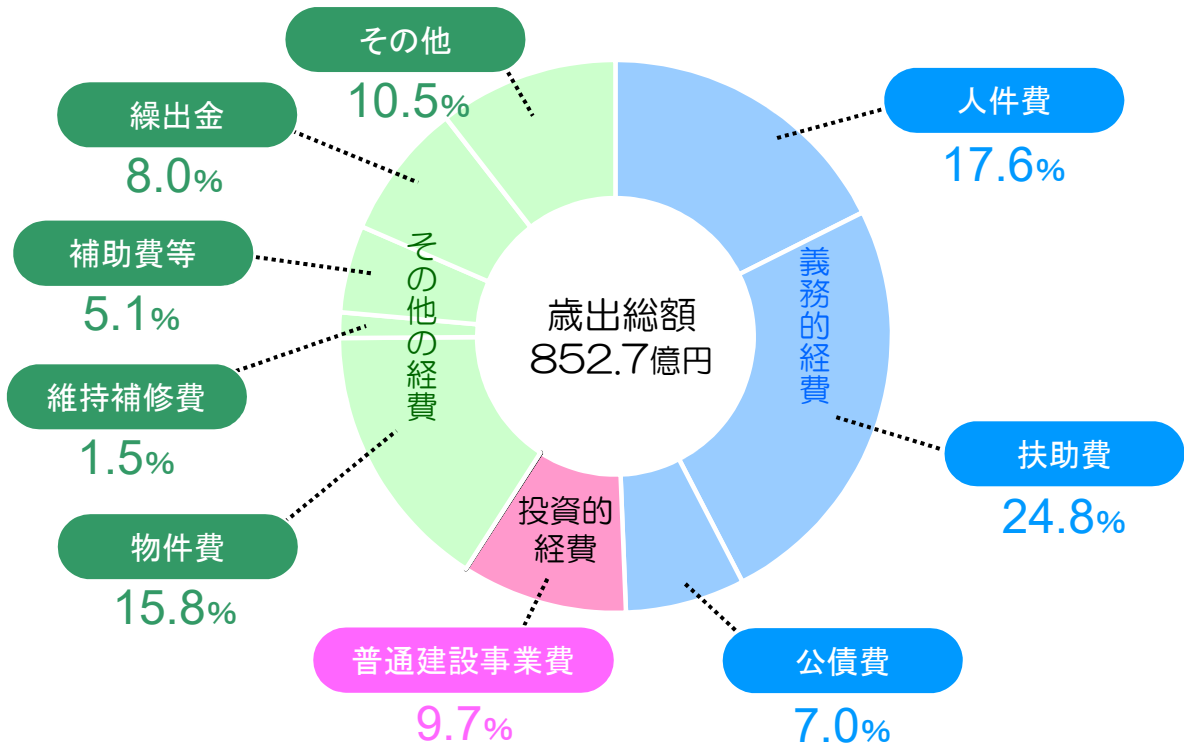 その他
10.5%
人件費
17.6%
繰出金
8.0%
補助費等
5.1%
その他の経費
義務的経費
歳出総額
852.7億円
維持補修費
1.5%
扶助費
24.8%
投資的
経費
物件費
15.8%
普通建設事業費
9.7%
公債費
7.0%